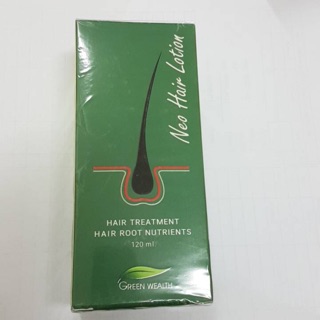 Neo Hair Lotion
HAIR TREATMENT
HAIR ROOT NUTRIENTS
120 ml
GREEN WEALTH